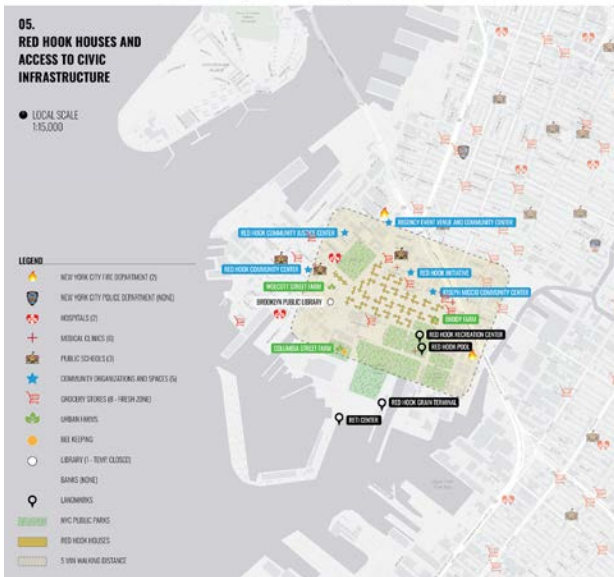 05.
RED HOOK HOUSES AND
ACCESS TO CIVIC
INFRASTRUCTURE
LOCAL SCALE
1:15,000
REGENCY EVENT VENUE AND COMMUNITY CENTER
RED HOOK COMMUNITY JUSTICE CENTER
RED HOOK COMMUNITY CENTER
RED HOOK INITIATIVE
WOLCOTT STREET FARM
JOSEPH MICCIO COMMUNITY CENTER
BROOKLYN PUBLIC LIBRARY
RED HOOK RECREATION CENTER
RED HOOK POOL
COLUMBIA STREET FARM
RED HOOK GRAIN TERMINAL
RETI CENTER
LEGEND
NEW YORK CITY FIRE DEPARTMENT (2)
NEW YORK CITY POLICE DEPARTMENT (NONE)
HOSPITALS (2)
MEDICAL CLINICS (6)
PUBLIC SCHOOLS (3)
COMMUNITY ORGANIZATIONS AND SPACES (5)
GROCERY STORES (8 - FRESH ZONE)
URBAN FARMS
BEE KEEPING
LIBRARY (1 - TEMP. CLOSED)
BANKS (NONE)
LANDMARKS
NYC PUBLIC PARKS
RED HOOK HOUSES
5 MIN WALKING DISTANCE